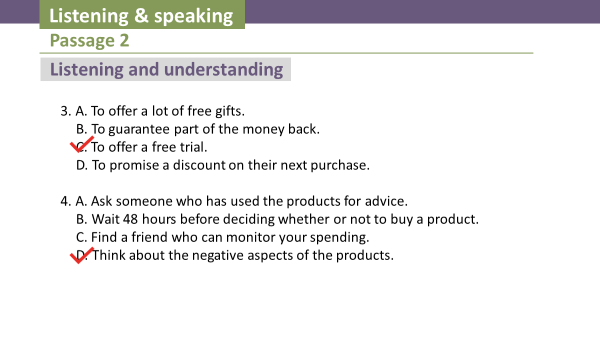 Listening & speaking
Passage 2
Listening and understanding
3. A. To offer a lot of free gifts.
B. To guarantee part of the money back.
C. To offer a free trial.
D. To promise a discount on their next purchase.
4. A. Ask someone who has used the products for advice.
B. Wait 48 hours before deciding whether or not to buy a product.
C. Find a friend who can monitor your spending.
D. Think about the negative aspects of the products.